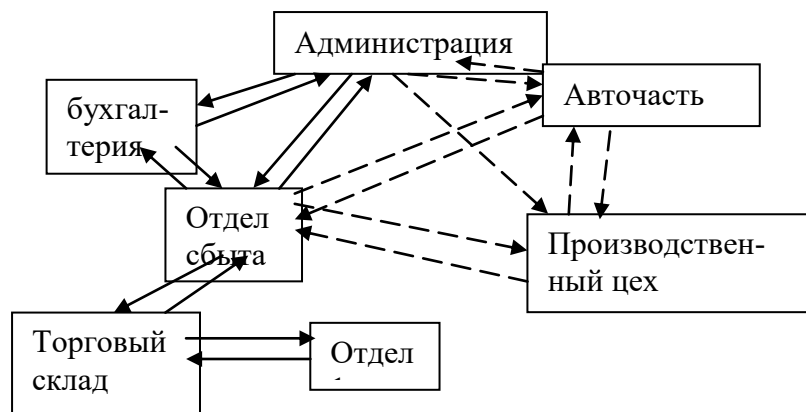 Администрация
бухгал-
терия
Авточасть
Отдел
сбыта
Производствен-
ный цех
Торговый
склад
Отдел